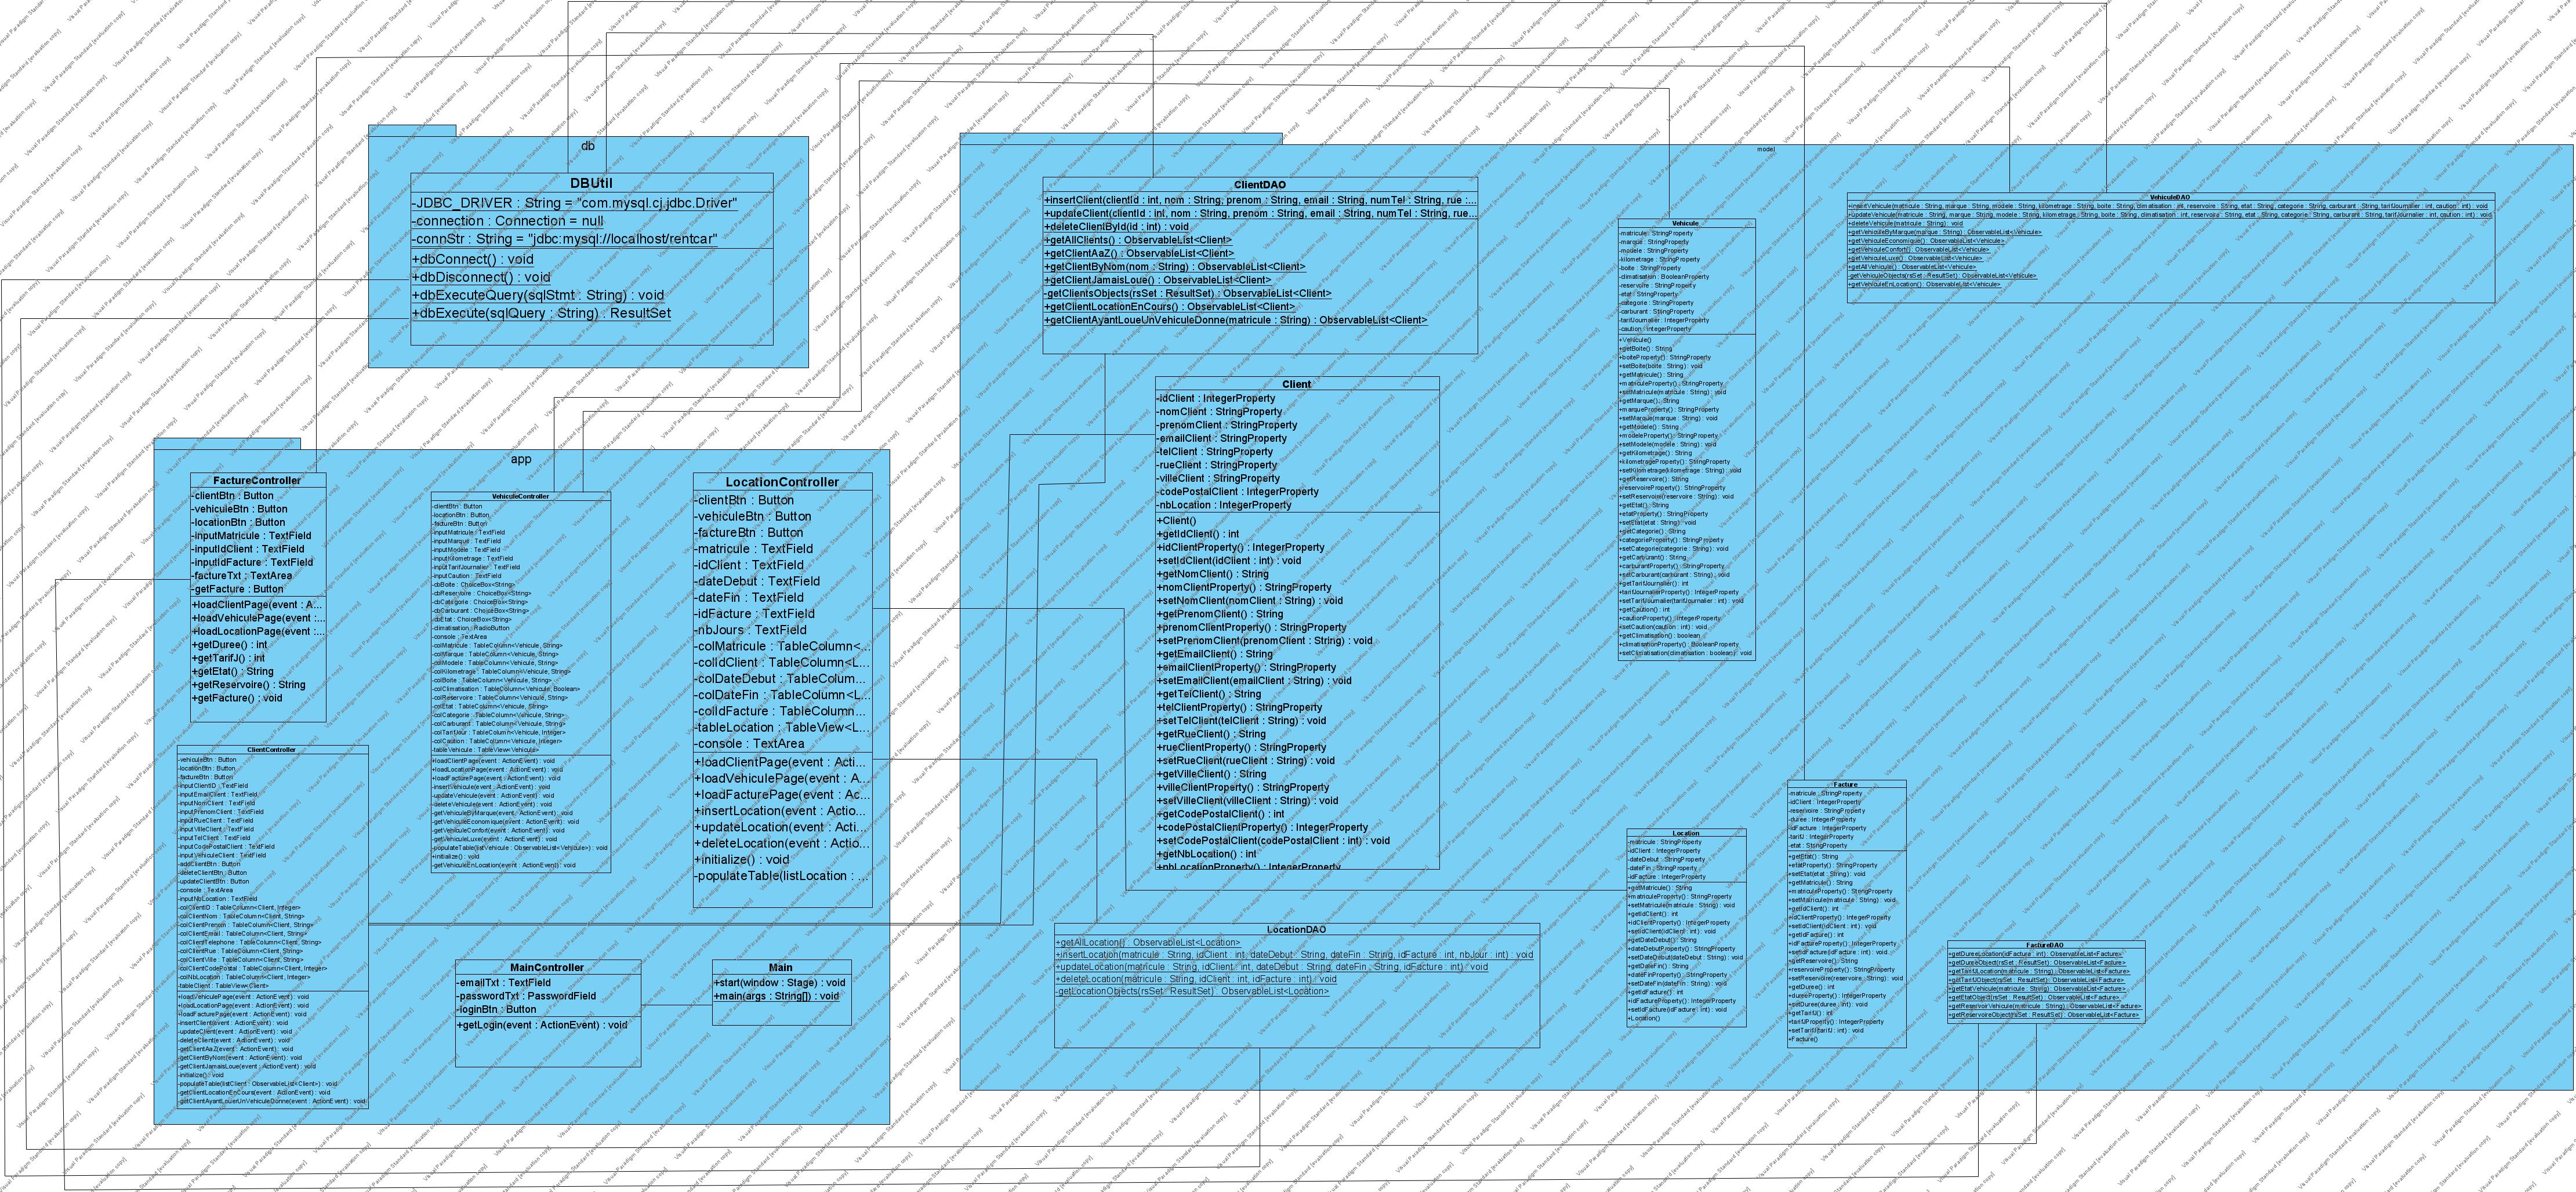 db
DBUtil
-JDBC_DRIVER : String = "com.mysql.cj.jdbc.Driver"
-connection : Connection = null
-connStr : String = "jdbc:mysql://localhost/rentcar"
+dbConnect() : void
+dbDisconnect() : void
+dbExecuteQuery(sqlStmt : String) : void
+dbExecute(sqlQuery : String) : ResultSet
model
ClientDAO
+insertClient(clientId : int, nom : String, prenom : String, email : String, numTel : String, rue :...
+updateClient(clientId : int, nom : String, prenom : String, email : String, numTel : String, rue...
+deleteClientById(id : int) : void
+getAllClients() : ObservableList<Client>
+getClientAaZ() : ObservableList<Client>
+getClientByNom(nom : String) : ObservableList<Client>
+getClientJamaisLoue() : ObservableList<Client>
-getClientsObjects(rsSet : ResultSet) : ObservableList<Client>
+getClientLocationEnCours() : ObservableList<Client>
+getClientAyantLoueUnVehiculeDonne(matricule : String) : ObservableList<Client>
Client
-idClient : IntegerProperty
-nomClient : StringProperty
-prenomClient : StringProperty
-emailClient : StringProperty
-telClient : StringProperty
-rueClient : StringProperty
-villeClient : StringProperty
-codePostalClient : IntegerProperty
-nbLocation : IntegerProperty
+Client()
+getIdClient() : int
+idClientProperty() : IntegerProperty
+setIdClient(idClient : int) : void
+getNomClient() : String
+nomClientProperty() : StringProperty
+setNomClient(nomClient : String) : void
+getPrenomClient() : String
+prenomClientProperty() : StringProperty
+setPrenomClient(prenomClient : String) : void
+getEmailClient() : String
+emailClientProperty() : StringProperty
+setEmailClient(emailClient : String) : void
+getTelClient() : String
+telClientProperty() : StringProperty
+setTelClient(telClient : String) : void
+getRueClient() : String
+rueClientProperty() : StringProperty
+setRueClient(rueClient : String) : void
+getVilleClient() : String
+villeClientProperty() : StringProperty
+setVilleClient(villeClient : String) : void
+getCodePostalClient() : int
+codePostalClientProperty() : IntegerProperty
+setCodePostalClient(codePostalClient : int) : void
+getNbLocation() : int
+nbLocationProperty() : IntegerProperty
Vehicule
-matricule : StringProperty
-marque : StringProperty
-modele : StringProperty
-kilometrage : StringProperty
-boite : StringProperty
-climatisation : BooleanProperty
-reservoire : StringProperty
-etat : StringProperty
-categorie : StringProperty
-carburant : StringProperty
-tarifJournalier : IntegerProperty
-caution : IntegerProperty
+Vehicule()
+getBoite() : String
+boiteProperty() : StringProperty
+setBoite(boite : String) : void
+getMatricule() : String
+matriculeProperty() : StringProperty
+setMatricule(matricule : String) : void
+getMarque() : String
+marqueProperty() : StringProperty
+setMarque(marque : String) : void
+getModele() : String
+modeleProperty() : StringProperty
+setModele(modele : String) : void
+getKilometrage() : String
+kilometrageProperty() : StringProperty
+setKilometrage(kilometrage : String) : void
+getReservoire() : String
+reservoireProperty() : StringProperty
+setReservoire(reservoire : String) : void
+getEtat() : String
+etatProperty() : StringProperty
+setEtat(etat : String) : void
+getCategorie() : String
+categorieProperty() : StringProperty
+setCategorie(categorie : String) : void
+getCarburant() : String
+carburantProperty() : StringProperty
+setCarburant(carburant : String) : void
+getTarifJournalier() : int
+tarifJournalierProperty() : IntegerProperty
+setTarifJournalier(tarifJournalier : int) : void
+getCaution() : int
+cautionProperty() : IntegerProperty
+setCaution(caution : int) : void
+getClimatisation() : boolean
+climatisationProperty() : BooleanProperty
+setClimatisation(climatisation : boolean) : void
VehiculeDAO
+insertVehicule(matricule : String, marque : String, modele : String, kilometrage : String, boite : String, climatisation : int, reservoire : String, etat : String, categorie : String, carburant : String, tarifJournalier : int, caution : int) : void
+updateVehicule(matricule : String, marque : String, modele : String, kilometrage : String, boite : String, climatisation : int, reservoire : String, etat : String, categorie : String, carburant : String, tarifJournalier : int, caution : int) : void
+deleteVehicule(matricule : String) : void
+getVehiculeByMarque(marque : String) : ObservableList<Vehicule>
+getVehiculeEconomique() : ObservableList<Vehicule>
+getVehiculeConfort() : ObservableList<Vehicule>
+getVehiculeLuxe() : ObservableList<Vehicule>
+getAllVehicule() : ObservableList<Vehicule>
-getVehiculeObjects(rsSet : ResultSet) : ObservableList<Vehicule>
+getVehiculeEnLocation() : ObservableList<Vehicule>
app
FactureController
-clientBtn : Button
-vehiculeBtn : Button
-locationBtn : Button
-inputMatricule : TextField
-inputIdClient : TextField
-inputIdFacture : TextField
-factureTxt : TextArea
-getFacture : Button
+loadClientPage(event : A...
+loadVehiculePage(event :...
+loadLocationPage(event :...
+getDuree() : int
+getTarifJ() : int
+getEtat() : String
+getReservoire() : String
+getFacture() : void
VehiculeController
-clientBtn : Button
-locationBtn : Button
-factureBtn : Button
-inputMatricule : TextField
-inputMarque : TextField
-inputModele : TextField
-inputKilometrage : TextField
-inputTarifJournalier : TextField
-inputCaution : TextField
-cbBoite : ChoiceBox<String>
-cbReservoire : ChoiceBox<String>
-cbCategorie : ChoiceBox<String>
-cbCarburant : ChoiceBox<String>
-cbEtat : ChoiceBox<String>
-climatisation : RadioButton
-console : TextArea
-colMatricule : TableColumn<Vehicule, String>
-colMarque : TableColumn<Vehicule, String>
-colModele : TableColumn<Vehicule, String>
-colKilometrage : TableColumn<Vehicule, String>
-colBoite : TableColumn<Vehicule, String>
-colClimatisation : TableColumn<Vehicule, Boolean>
-colReservoire : TableColumn<Vehicule, String>
-colEtat : TableColumn<Vehicule, String>
-colCategorie : TableColumn<Vehicule, String>
-colCarburant : TableColumn<Vehicule, String>
-colTarifJour : TableColumn<Vehicule, Integer>
-colCaution : TableColumn<Vehicule, Integer>
-tableVehicule : TableView<Vehicule>
+loadClientPage(event : ActionEvent) : void
+loadLocationPage(event : ActionEvent) : void
+loadFacturePage(event : ActionEvent) : void
-insertVehicule(event : ActionEvent) : void
-updateVehicule(event : ActionEvent) : void
-deleteVehicule(event : ActionEvent) : void
-getVehiculeByMarque(event : ActionEvent) : void
-getVehiculeEconomique(event : ActionEvent) : void
-getVehiculeConfort(event : ActionEvent) : void
-getVehiculeLuxe(event : ActionEvent) : void
-populateTable(listVehicule : ObservableList<Vehicule>) : void
+initialize() : void
-getVehiculeEnLocation(event : ActionEvent) : void
LocationController
-clientBtn : Button
-vehiculeBtn : Button
-factureBtn : Button
-matricule : TextField
-idClient : TextField
-dateDebut : TextField
-dateFin : TextField
-idFacture : TextField
-nbJours : TextField
-colMatricule : TableColumn<...
-colIdClient : TableColumn<L...
-colDateDebut : TableColum...
-colDateFin : TableColumn<L...
-colIdFacture : TableColumn...
-tableLocation : TableView<L...
-console : TextArea
+loadClientPage(event : Acti...
+loadVehiculePage(event : A...
+loadFacturePage(event : Ac...
+insertLocation(event : Actio...
+updateLocation(event : Acti...
+deleteLocation(event : Actio...
+initialize() : void
-populateTable(listLocation : ...
ClientController
-vehiculeBtn : Button
-locationBtn : Button
-factureBtn : Button
-inputClientID : TextField
-inputEmailClient : TextField
-inputNomClient : TextField
-inputPrenomClient : TextField
-inputRueClient : TextField
-inputVilleClient : TextField
-inputTelClient : TextField
-inputCodePostalClient : TextField
-inputVehiculeClient : TextField
-addClientBtn : Button
-deleteClientBtn : Button
-updateClientBtn : Button
-console : TextArea
-inputNbLocation : TextField
-colClientID : TableColumn<Client, Integer>
-colClientNom : TableColumn<Client, String>
-colClientPrenom : TableColumn<Client, String>
-colClientEmail : TableColumn<Client, String>
-colClientTelephone : TableColumn<Client, String>
-colClientRue : TableColumn<Client, String>
-colClientVille : TableColumn<Client, String>
-colClientCodePostal : TableColumn<Client, Integer>
-colNbLocation : TableColumn<Client, Integer>
-tableClient : TableView<Client>
+loadVehiculePage(event : ActionEvent) : void
+loadLocationPage(event : ActionEvent) : void
+loadFacturePage(event : ActionEvent) : void
-insertClient(event : ActionEvent) : void
-updateClient(event : ActionEvent) : void
-deleteClient(event : ActionEvent) : void
-getClientAaZ(event : ActionEvent) : void
-getClientByNom(event : ActionEvent) : void
-getClientJamaisLoue(event : ActionEvent) : void
-initialize() : void
-populateTable(listClient : ObservableList<Client>) : void
-getClientLocationEnCours(event : ActionEvent) : void
-getClientAyantLouerUnVehiculeDonne(event : ActionEvent) : void
MainController
-emailTxt : TextField
-passwordTxt : PasswordField
-loginBtn : Button
+getLogin(event : ActionEvent) : void
Main
+start(window : Stage) : void
+main(args : String[]) : void
LocationDAO
+getAllLocation() : ObservableList<Location>
+insertLocation(matricule : String, idClient : int, dateDebut : String, dateFin : String, idFacture : int, nbJour : int) : void
+updateLocation(matricule : String, idClient : int, dateDebut : String, dateFin : String, idFacture : int) : void
+deleteLocation(matricule : String, idClient : int, idFacture : int) : void
-getLocationObjects(rsSet : ResultSet) : ObservableList<Location>
Location
-matricule : StringProperty
-idClient : IntegerProperty
-dateDebut : StringProperty
-dateFin : StringProperty
-idFacture : IntegerProperty
+getMatricule() : String
+matriculeProperty() : StringProperty
+setMatricule(matricule : String) : void
+getIdClient() : int
+idClientProperty() : IntegerProperty
+setIdClient(idClient : int) : void
+getDateDebut() : String
+dateDebutProperty() : StringProperty
+setDateDebut(dateDebut : String) : void
+getDateFin() : String
+dateFinProperty() : StringProperty
+setDateFin(dateFin : String) : void
+getIdFacture() : int
+idFactureProperty() : IntegerProperty
+setIdFacture(idFacture : int) : void
+Location()
Facture
-matricule : StringProperty
-idClient : IntegerProperty
-reservoire : StringProperty
-duree : IntegerProperty
-idFacture : IntegerProperty
-tarifJ : IntegerProperty
-etat : StringProperty
+getEtat() : String
+etatProperty() : StringProperty
+setEtat(etat : String) : void
+getMatricule() : String
+matriculeProperty() : StringProperty
+setMatricule(matricule : String) : void
+getIdClient() : int
+idClientProperty() : IntegerProperty
+setIdClient(idClient : int) : void
+getIdFacture() : int
+idFactureProperty() : IntegerProperty
+setIdFacture(idFacture : int) : void
+getReservoire() : String
+reservoireProperty() : StringProperty
+setReservoire(reservoire : String) : void
+getDuree() : int
+dureeProperty() : IntegerProperty
+setDuree(duree : int) : void
+getTarifJ() : int
+tarifJProperty() : IntegerProperty
+setTarifJ(tarifJ : int) : void
+Facture()
FactureDAO
+getDureeLocation(idFacture : int) : ObservableList<Facture>
+getDureeObject(rsSet : ResultSet) : ObservableList<Facture>
+getTarifJLocation(matricule : String) : ObservableList<Facture>
+getTarifJObject(rsSet : ResultSet) : ObservableList<Facture>
+getEtatVehicule(matricule : String) : ObservableList<Facture>
+getEtatObject(rsSet : ResultSet) : ObservableList<Facture>
+getReservoirVehicule(matricule : String) : ObservableList<Facture>
+getReservoireObject(rsSet : ResultSet) : ObservableList<Facture>
Visual Paradigm Standard [evaluation copy]